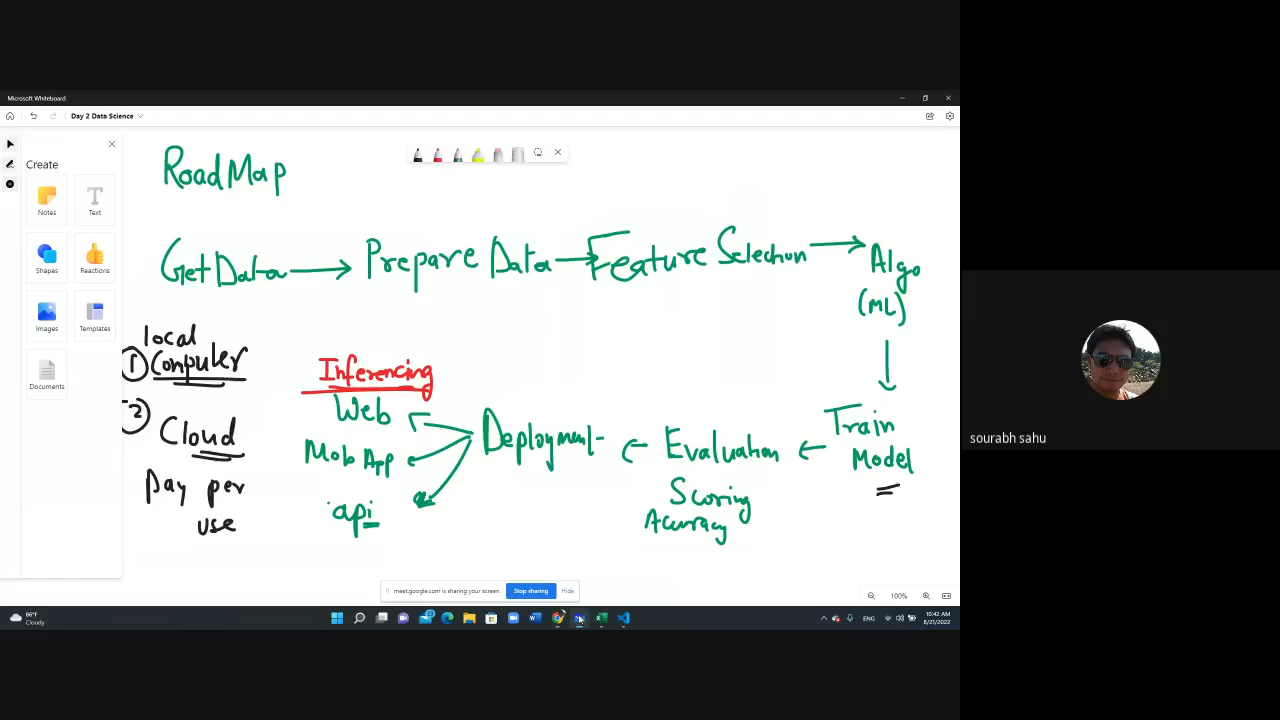 Microsoft Whiteboard
Day 2 Data Science
Create
Notes
Text
Shapes
Reactions
Images
Templates
Documents
RoadMap
Get Data
Prepare Data
Feature Selection
Algo
(ML)
Train
Model
Evaluation
Scoring
Accuracy
Deployment
Inferencing
Web
Mob App
api
local
① Computer
② Cloud
Pay per
use
sourabh sahu
meet.google.com is sharing your screen.
Stop sharing
Hide
100%
86°F
Cloudy
ENG
10:42 AM
8/21/2022